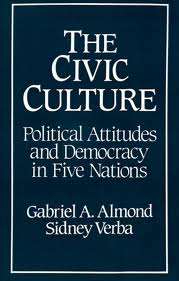 THE
CIVIC
CULTURE
Political Attitudes
and Democracy
in Five Nations
Gabriel A. Almond
Sidney Verba